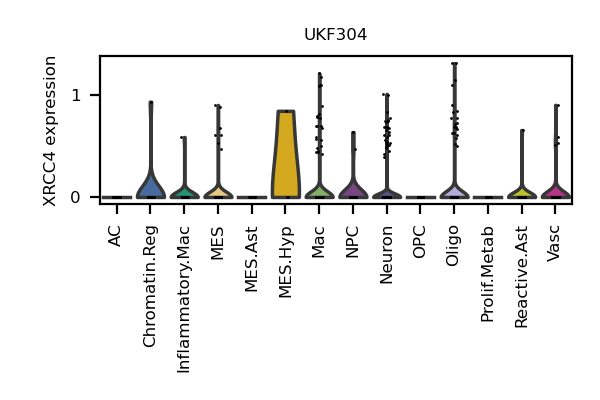 UKF304
XRCC4 expression
1
0
AC
Chromatin.Reg
Inflammatory.Mac
MES
MES.Ast
MES.Hyp
Mac
NPC
Neuron
OPC
Oligo
Prolif.Metab
Reactive.Ast
Vasc